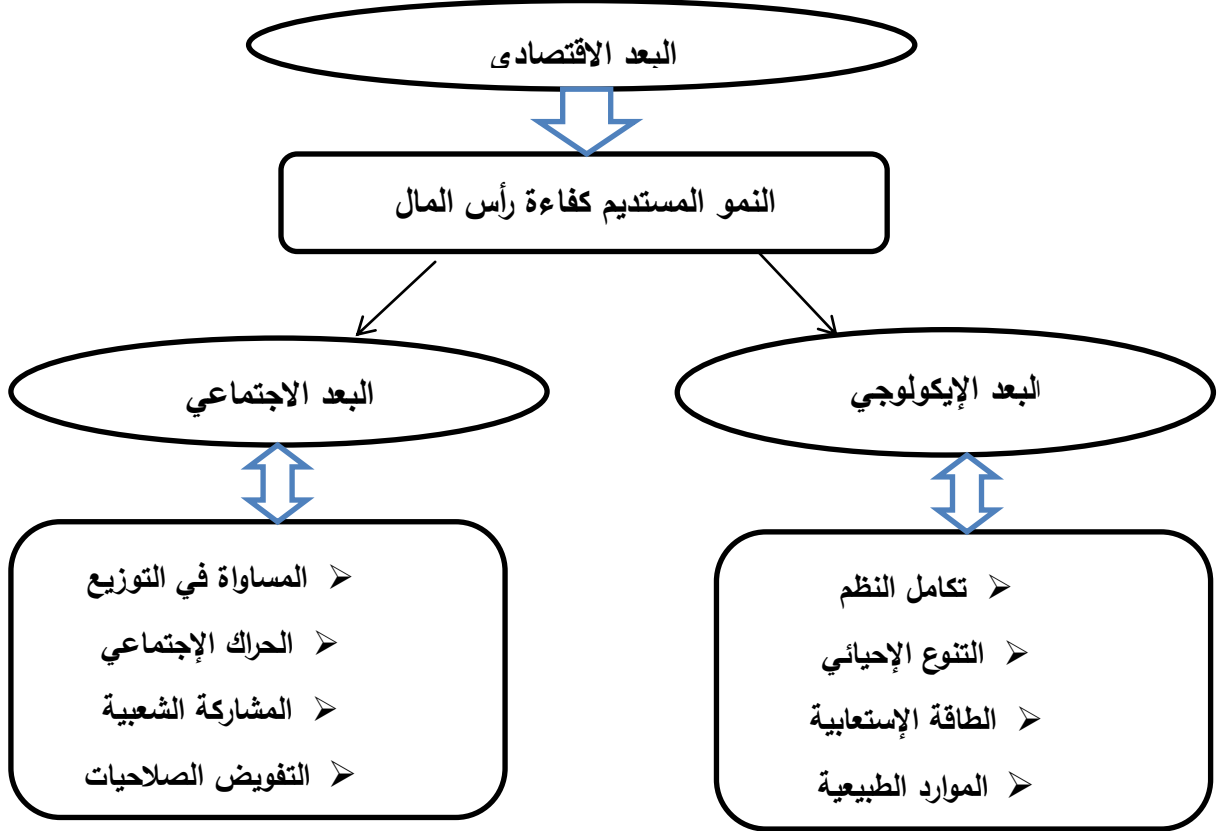 البعد الاقتصادي
النمو المستديم كفاءة رأس المال
البعد الإيكولوجي
البعد الاجتماعي
تكامل النظم
التنوع الإحيائي
الطاقة الإستعابية
الموارد الطبيعية
المساواة في التوزيع
الحراك الإجتماعي
المشاركة الشعبية
التفويض الصلاحيات